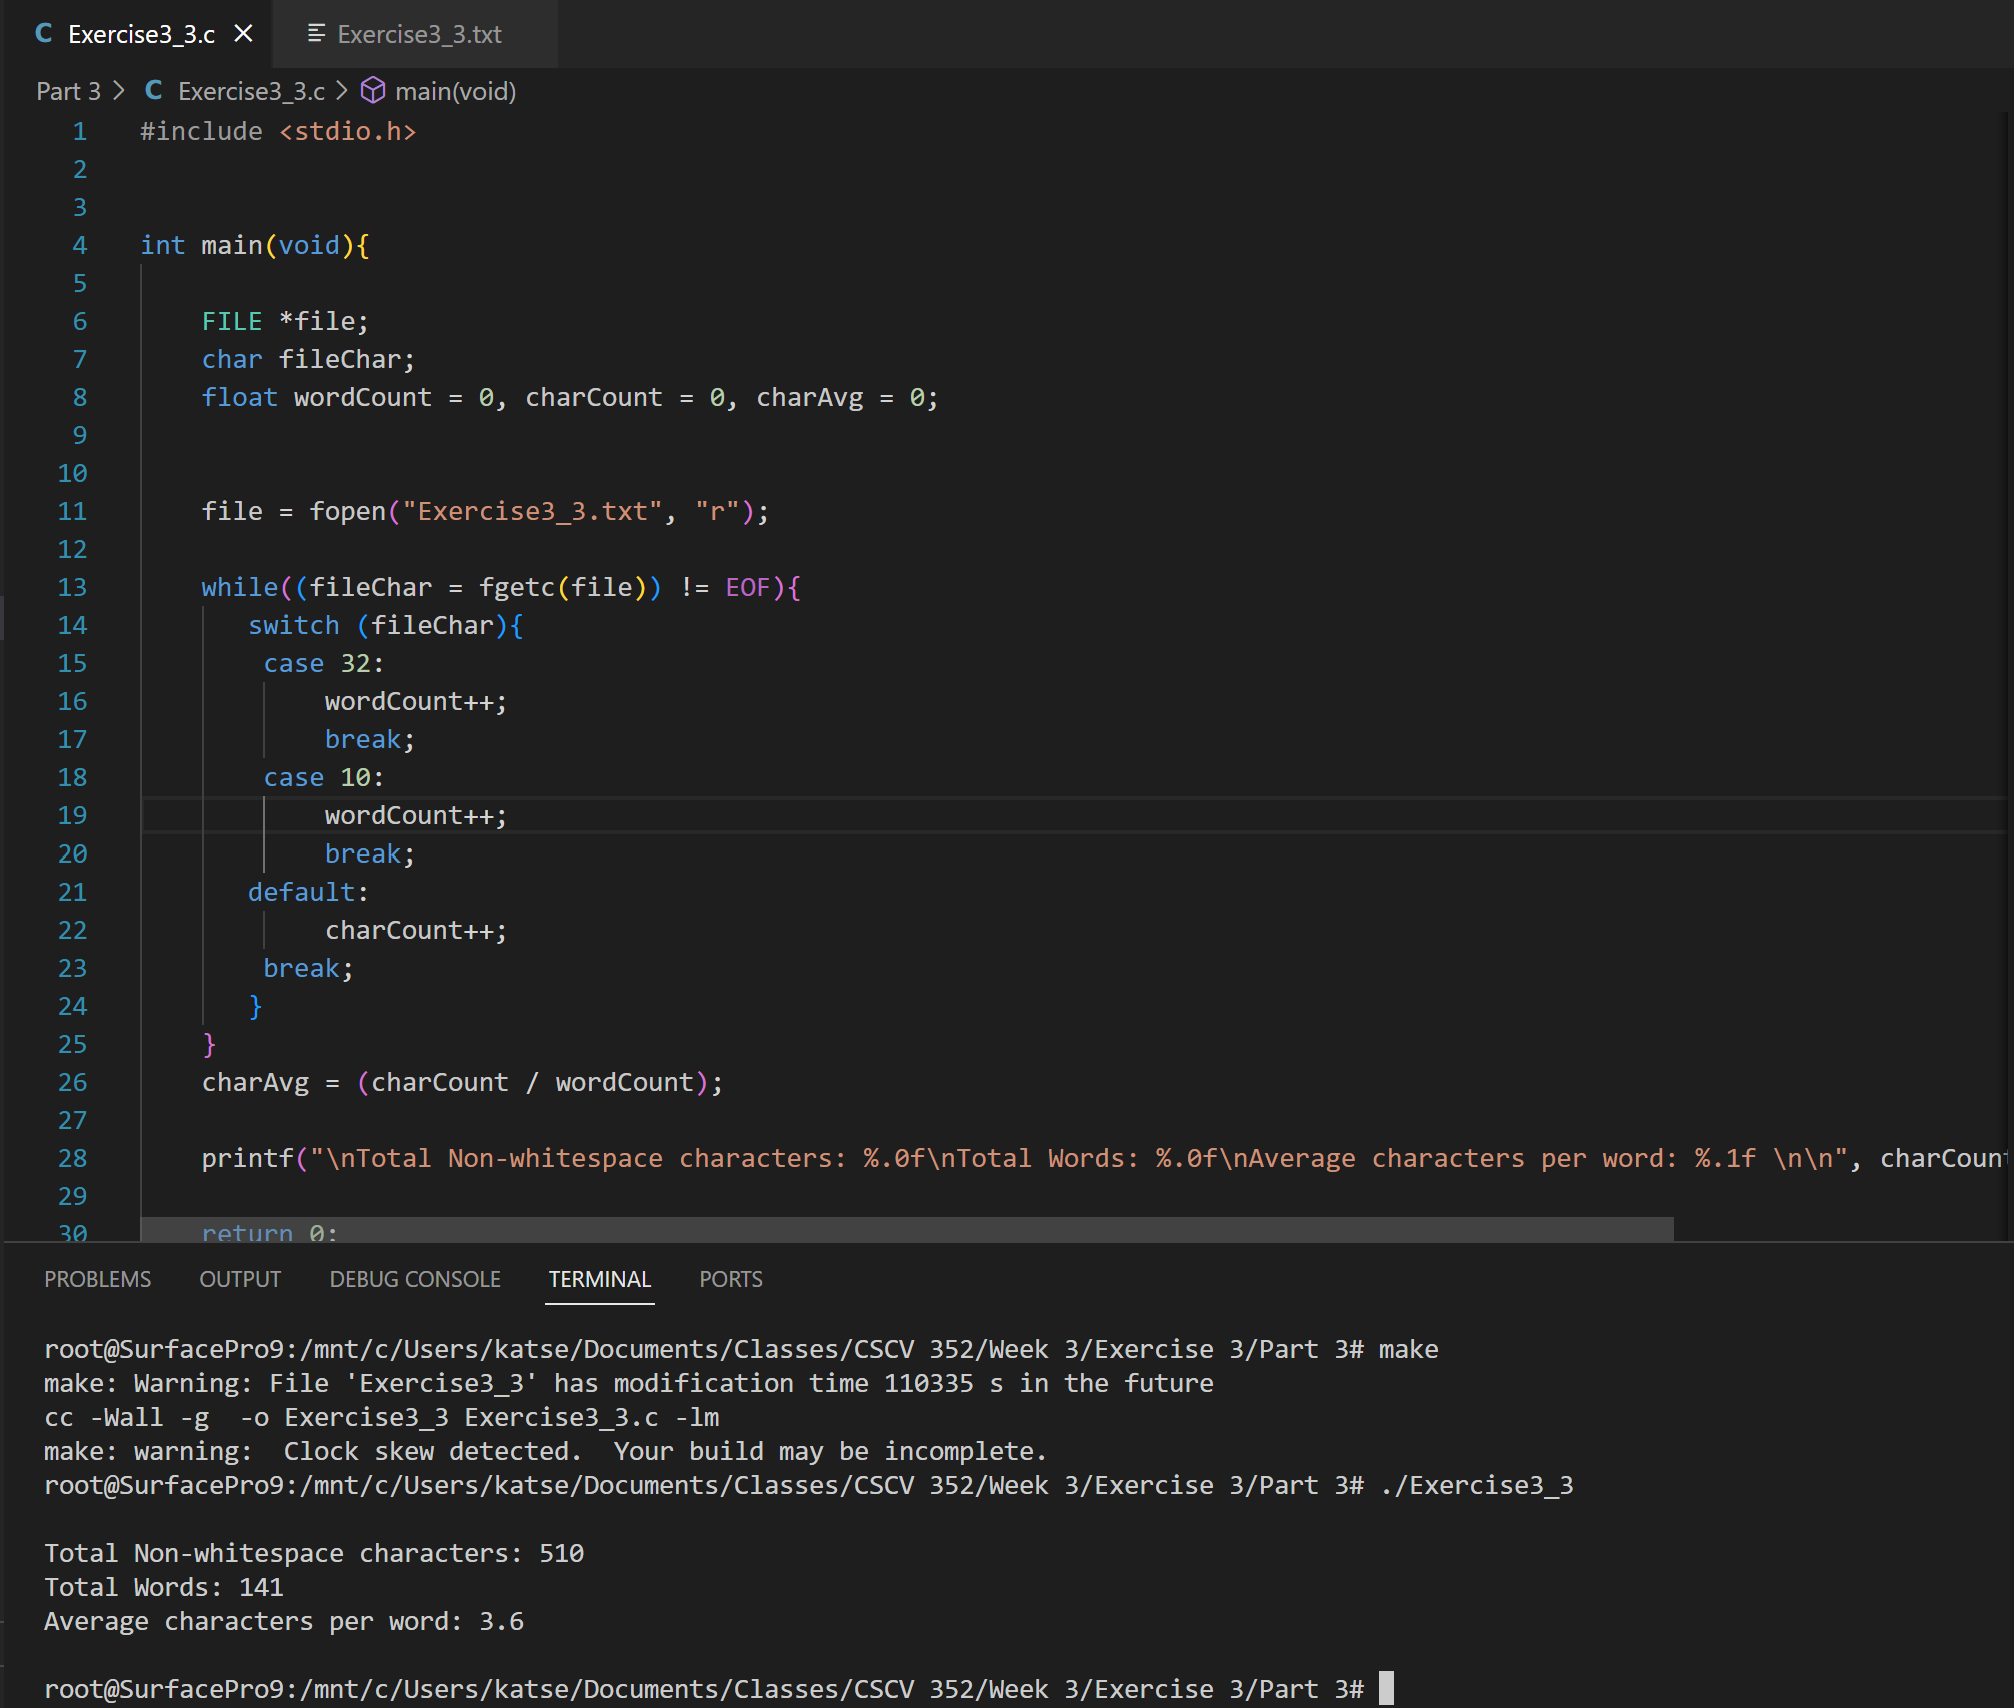 C Exercise3_3.c × Exercise3_3.txt
Part 3 > C Exercise3_3.c > main(void)
1 #include <stdio.h>
2
3
4 int main(void){
5
6 FILE *file;
7 char fileChar;
8 float wordCount = 0, charCount = 0, charAvg = 0;
9
10
11 file = fopen("Exercise3_3.txt", "r");
12
13 while((fileChar = fgetc(file)) != EOF){
14 switch (fileChar){
15 case 32:
16 wordCount++;
17 break;
18 case 10:
19 wordCount++;
20 break;
21 default:
22 charCount++;
23 break;
24 }
25 }
26 charAvg = (charCount / wordCount);
27
28 printf("\nTotal Non-whitespace characters: %.0f\nTotal Words: %.0f\nAverage characters per word: %.1f \n\n", charCount
29
30 return 0;
PROBLEMS OUTPUT DEBUG CONSOLE TERMINAL PORTS
root@SurfacePro9:/mnt/c/Users/katse/Documents/Classes/CSCV 352/Week 3/Exercise 3/Part 3# make
make: Warning: File 'Exercise3_3' has modification time 110335 s in the future
cc -Wall -g  -o Exercise3_3 Exercise3_3.c -lm
make: warning:  Clock skew detected.  Your build may be incomplete.
root@SurfacePro9:/mnt/c/Users/katse/Documents/Classes/CSCV 352/Week 3/Exercise 3/Part 3# ./Exercise3_3
Total Non-whitespace characters: 510
Total Words: 141
Average characters per word: 3.6
root@SurfacePro9:/mnt/c/Users/katse/Documents/Classes/CSCV 352/Week 3/Exercise 3/Part 3#